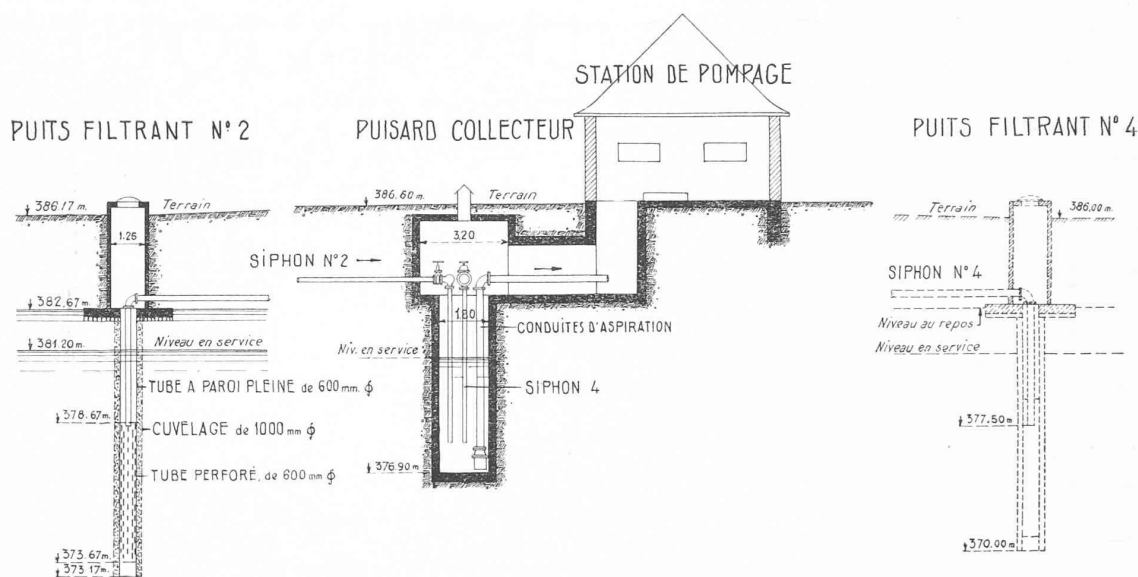 STATION DE POMPAGE
PUITS FILTRANT N° 2
PUISARD COLLECTEUR
PUITS FILTRANT N° 4
386.17 m.
Terrain
1.26
382.67 m.
381.20 m.
Niveau en service
TUBE A PAROI PLEINE de 600 mm. ϕ
378.67 m.
CUVELAGE de 1000 mm ϕ
TUBE PERFORÉ, de 600 mm ϕ
373.67 m.
373.17 m.
386.60 m.
Terrain
3.20
SIPHON N°2
1.80
CONDUITES D'ASPIRATION
Niv. en service
SIPHON 4
376.90 m
Terrain
386,00 m.
SIPHON N°4
Niveau au repos
Niveau en service
377.50 m
370.00 m.